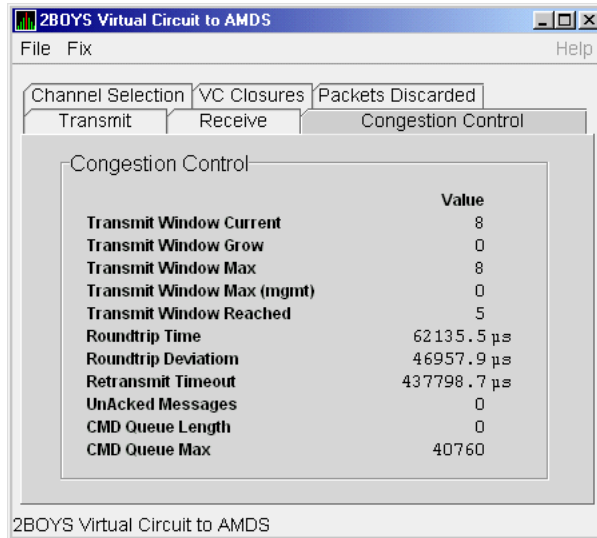 2BOYS Virtual Circuit to AMDS
File Fix Help
Channel Selection VC Closures Packets Discarded
Transmit Receive Congestion Control
Congestion Control
Value
Transmit Window Current 8
Transmit Window Grow 0
Transmit Window Max 8
Transmit Window Max (mgmt) 0
Transmit Window Reached 5
Roundtrip Time 62135.5 µs
Roundtrip Deviatiom 46957.9 µs
Retransmit Timeout 437798.7 µs
UnAcked Messages 0
CMD Queue Length 0
CMD Queue Max 40760
2BOYS Virtual Circuit to AMDS